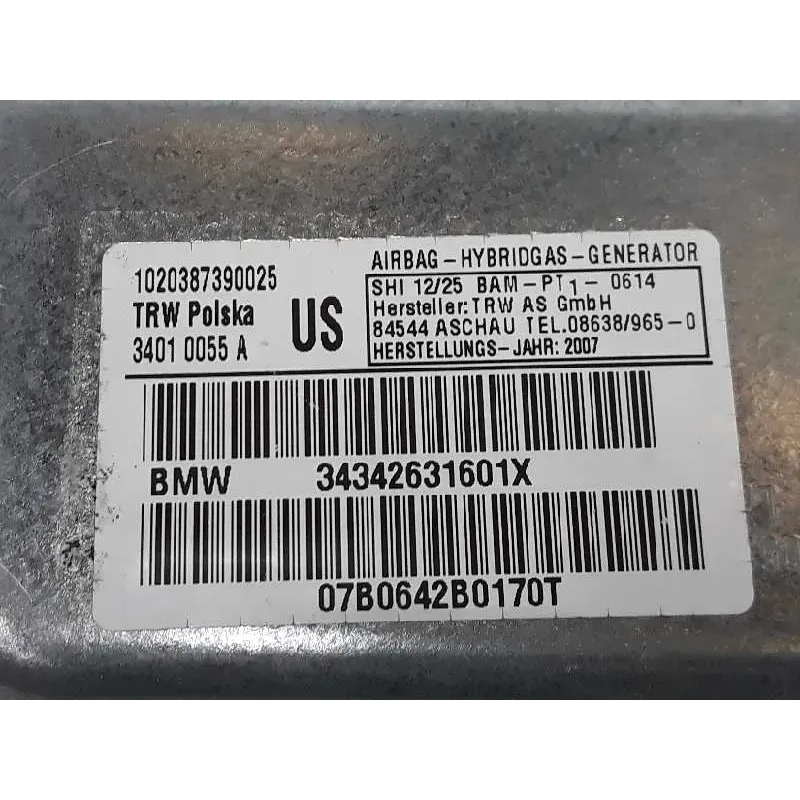 1020387390025
TRW Polska
3401 0055 A
US
AIRBAG-HYBRIDGAS-GENERATOR
SHI 12/25 BAM-PT1-0614
Hersteller: TRW AS GmbH
84544 ASCHAU TEL.08638/965-0
HERSTELLUNGS-JAHR: 2007
BMW 34342631601X
07B0642B0170T